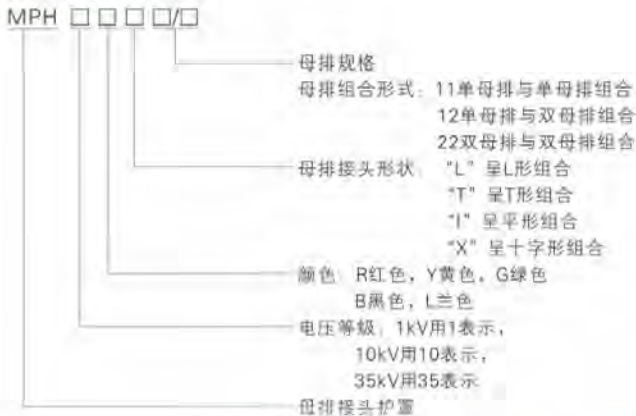 MPH □ □ □ □/□
母排规格
母排组合形式：11单母排与单母排组合
12单母排与双母排组合
22双母排与双母排组合
母排接头形状 “L”呈L形组合
“T”呈T形组合
“I”呈平形组合
“X”呈十字形组合
颜色：R红色，Y黄色，G绿色
B黑色，L兰色
电压等级：1kV用1表示，
10kV用10表示，
35kV用35表示
母排接头护罩